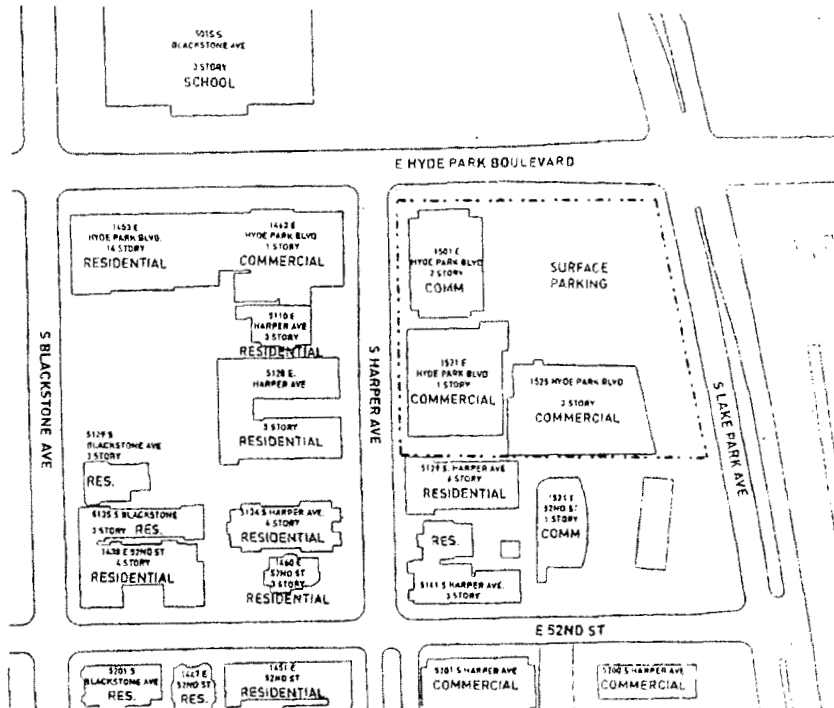 5015 S
BLACKSTONE AVE
3 STORY
SCHOOL
E HYDE PARK BOULEVARD
1453 E
HYDE PARK BLVD.
14 STORY
RESIDENTIAL
1463 E
HYDE PARK BLVD
1 STORY
COMMERCIAL
1501 E
HYDE PARK BLVD
2 STORY
COMM
SURFACE
PARKING
5110 E
HARPER AVE
3 STORY
RESIDENTIAL
S BLACKSTONE AVE
S HARPER AVE
S LAKE PARK AVE
5128 E.
HARPER AVE
3 STORY
RESIDENTIAL
1521 E
HYDE PARK BLVD
1 STORY
COMMERCIAL
1525 HYDE PARK BLVD
3 STORY
COMMERCIAL
5129 S
BLACKSTONE AVE
3 STORY
RES.
5135 S BLACKSTONE
3 STORY RES.
1438 E 52ND ST
4 STORY
RESIDENTIAL
5134 S HARPER AVE.
4 STORY
RESIDENTIAL
1460 E
52ND ST
3 STORY
RESIDENTIAL
5129 S. HARPER AVE
6 STORY
RESIDENTIAL
RES.
1521 E
52ND ST
1 STORY
COMM
5141 S HARPER AVE.
3 STORY
E 52ND ST
5201 S
BLACKSTONE AVE
RES.
1447 E
52ND ST
RES.
1451 E
52ND ST
RESIDENTIAL
5201 S HARPER AVE
COMMERCIAL
5200 S HARPER AVE
COMMERCIAL